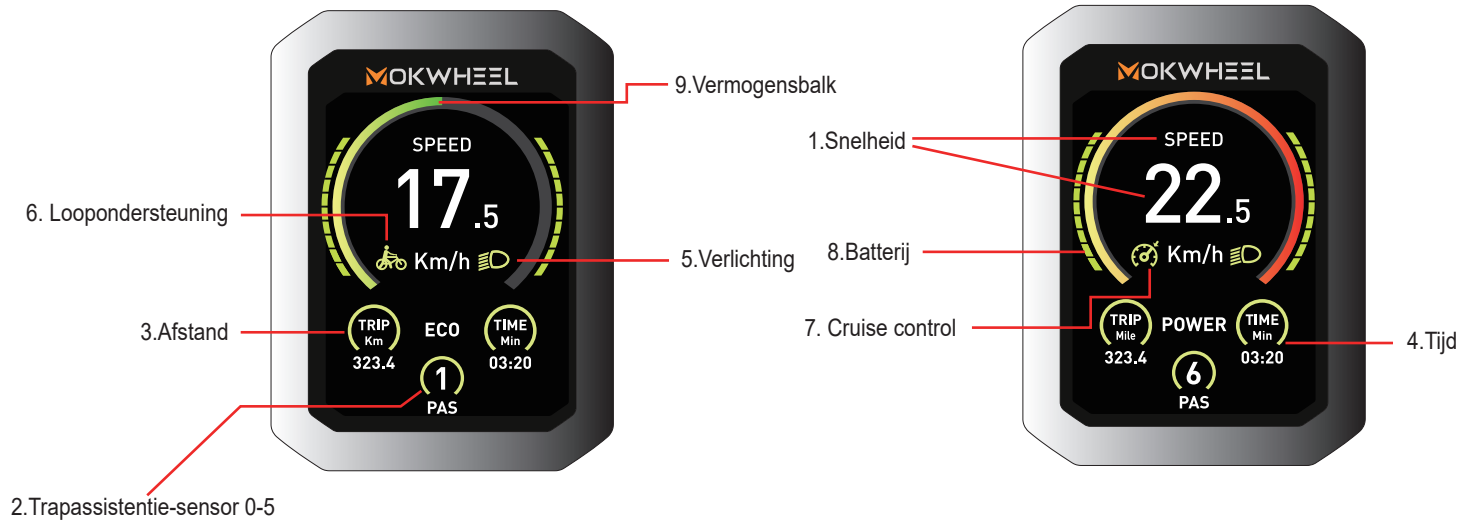 MOKWHEEL
9.Vermogensbalk
SPEED
17.5
6. Loopondersteuning
Km/h
5.Verlichting
3.Afstand
TRIP
Km
323.4
ECO
TIME
Min
03:20
1
PAS
2.Trapassistentie-sensor 0-5
MOKWHEEL
1.Snelheid
SPEED
22.5
8.Batterij
Km/h
7. Cruise control
TRIP
Mile
323.4
POWER
TIME
Min
03:20
4.Tijd
6
PAS